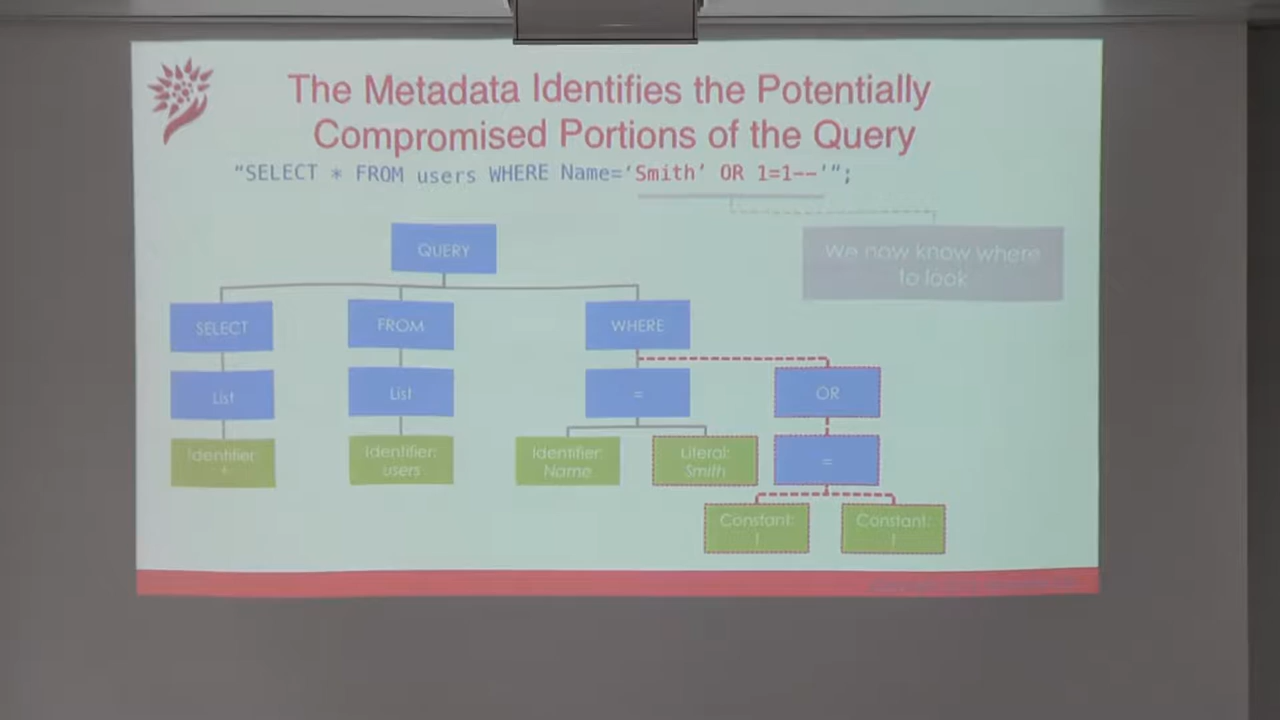 The Metadata Identifies the Potentially
Compromised Portions of the Query
"SELECT * FROM users WHERE Name='Smith' OR 1=1--'";
We now know where
to look
QUERY
SELECT
FROM
WHERE
List
List
=
OR
Identifier:
*
Identifier:
users
Identifier:
Name
Literal:
Smith
=
Constant:
1
Constant:
1